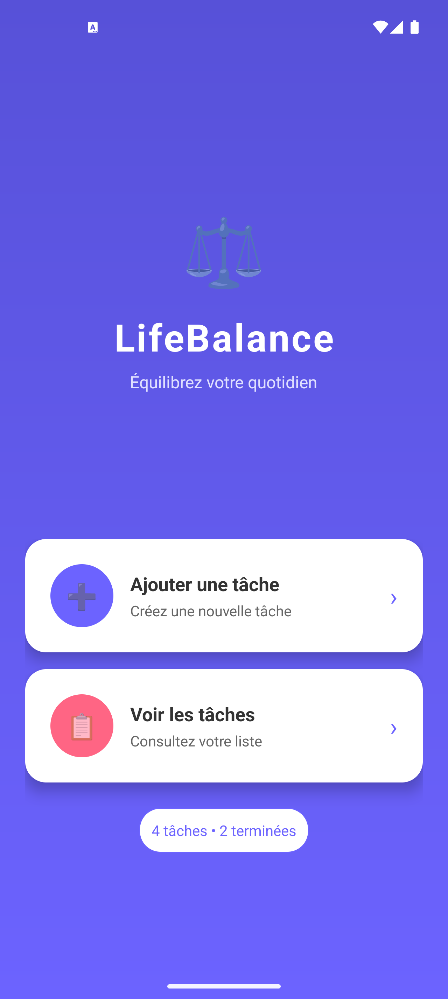 LifeBalance
Équilibrez votre quotidien
Ajouter une tâche
Créez une nouvelle tâche
Voir les tâches
Consultez votre liste
4 tâches • 2 terminées